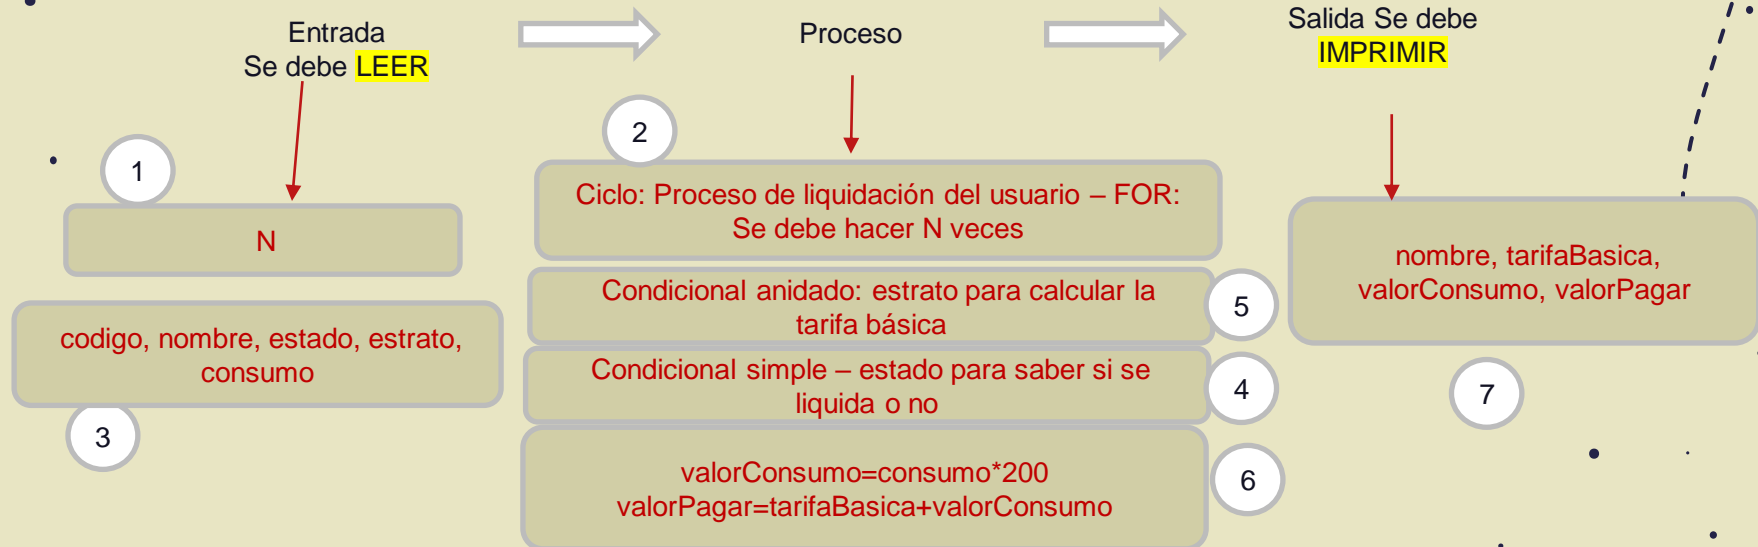 Entrada
Se debe LEER
Proceso
Salida Se debe
IMPRIMIR
1
N
codigo, nombre, estado, estrato,
consumo
3
2
Ciclo: Proceso de liquidación del usuario – FOR:
Se debe hacer N veces
Condicional anidado: estrato para calcular la
tarifa básica
5
Condicional simple – estado para saber si se
liquida o no
4
valorConsumo=consumo*200
valorPagar=tarifaBasica+valorConsumo
6
nombre, tarifaBasica,
valorConsumo, valorPagar
7